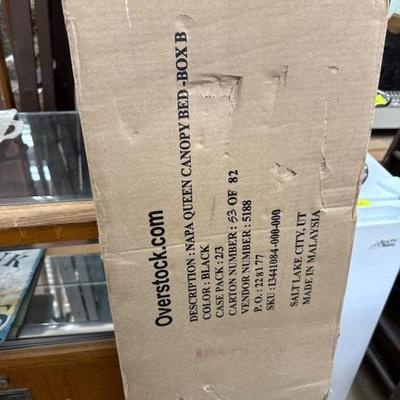 Overstock.com
DESCRIPTION : NAPA QUEEN CANOPY BED -BOX B
COLOR : BLACK
CASE PACK : 2/3
CARTON NUMBER : 53 OF 82
VENDOR NUMBER : 5188
P. O. : 2281777
SKU : 13441084-000-000
SALT LAKE CITY, UT
MADE IN MALAYSIA